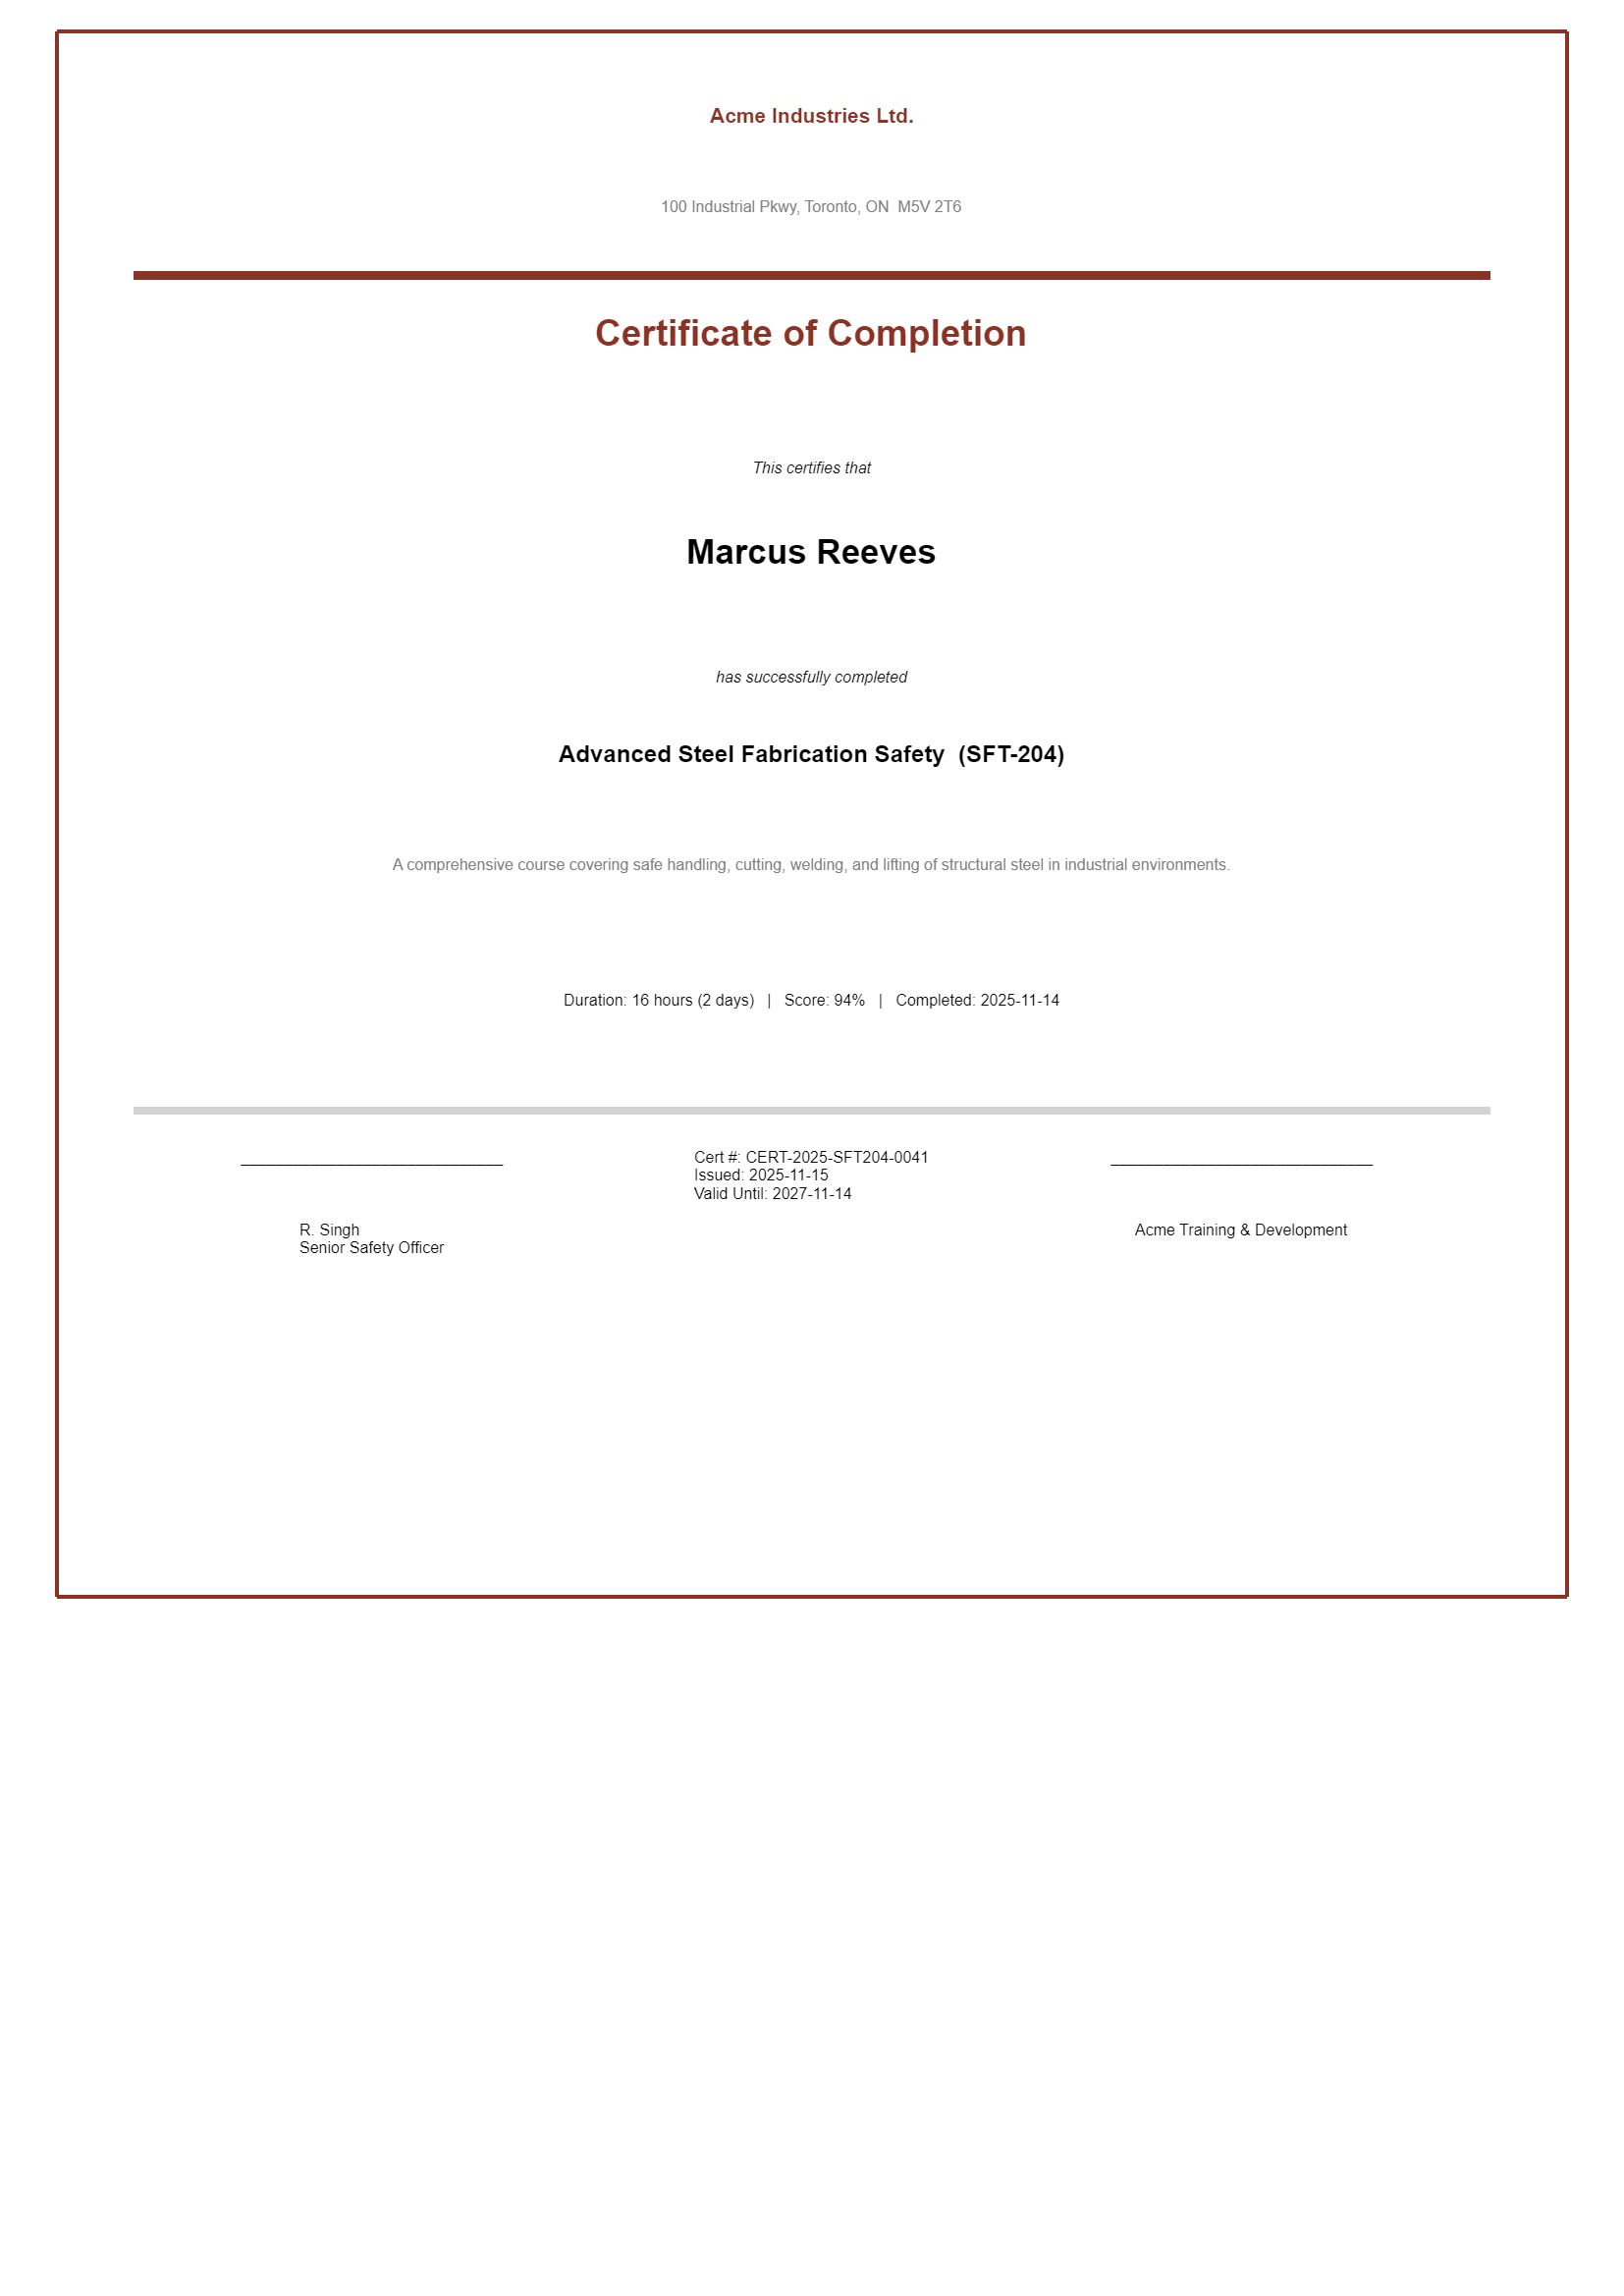 Acme Industries Ltd.
100 Industrial Pkwy, Toronto, ON  M5V 2T6
Certificate of Completion
This certifies that
Marcus Reeves
has successfully completed
Advanced Steel Fabrication Safety  (SFT-204)
A comprehensive course covering safe handling, cutting, welding, and lifting of structural steel in industrial environments.
Duration: 16 hours (2 days)   |   Score: 94%   |   Completed: 2025-11-14
Cert #: CERT-2025-SFT204-0041
Issued: 2025-11-15
Valid Until: 2027-11-14
R. Singh
Senior Safety Officer
Acme Training & Development